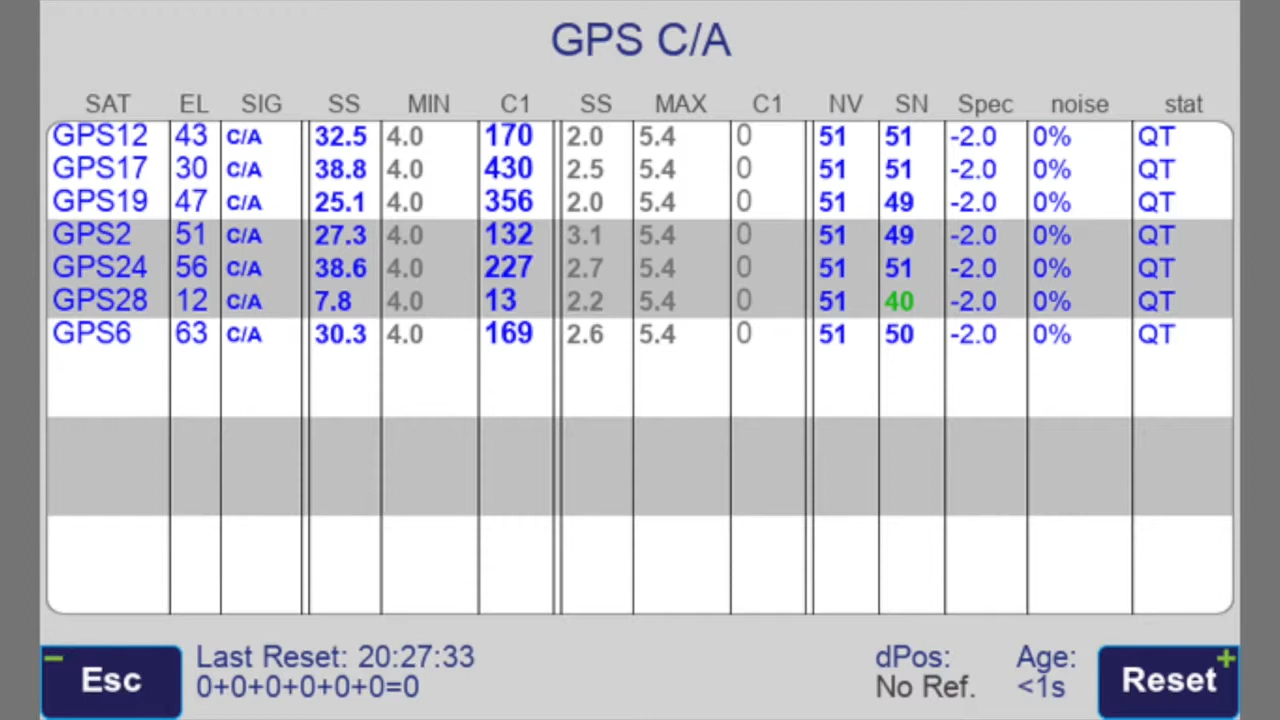 GPS C/A
SAT EL SIG SS MIN C1 SS MAX C1 NV SN Spec noise stat
GPS12 43 C/A 32.5 4.0 170 2.0 5.4 0 51 51 -2.0 0% QT
GPS17 30 C/A 38.8 4.0 430 2.5 5.4 0 51 51 -2.0 0% QT
GPS19 47 C/A 25.1 4.0 356 2.0 5.4 0 51 49 -2.0 0% QT
GPS2 51 C/A 27.3 4.0 132 3.1 5.4 0 51 49 -2.0 0% QT
GPS24 56 C/A 38.6 4.0 227 2.7 5.4 0 51 51 -2.0 0% QT
GPS28 12 C/A 7.8 4.0 13 2.2 5.4 0 51 40 -2.0 0% QT
GPS6 63 C/A 30.3 4.0 169 2.6 5.4 0 51 50 -2.0 0% QT
− Esc
Last Reset: 20:27:33
0+0+0+0+0+0=0
dPos:
No Ref.
Age:
<1s
Reset +